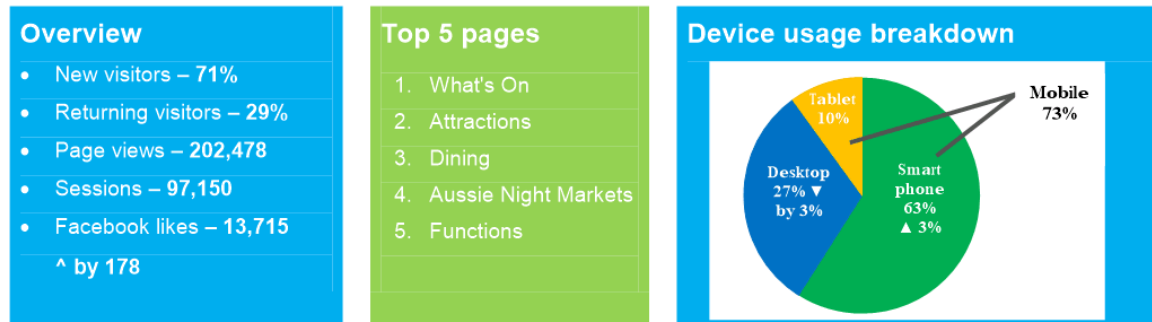 Overview
• New visitors – 71%
• Returning visitors – 29%
• Page views – 202,478
• Sessions – 97,150
• Facebook likes – 13,715
^ by 178
Top 5 pages
1. What's On
2. Attractions
3. Dining
4. Aussie Night Markets
5. Functions
Device usage breakdown
Tablet
10%
Mobile
73%
Desktop
27% ▼
by 3%
Smart
phone
63%
▲ 3%